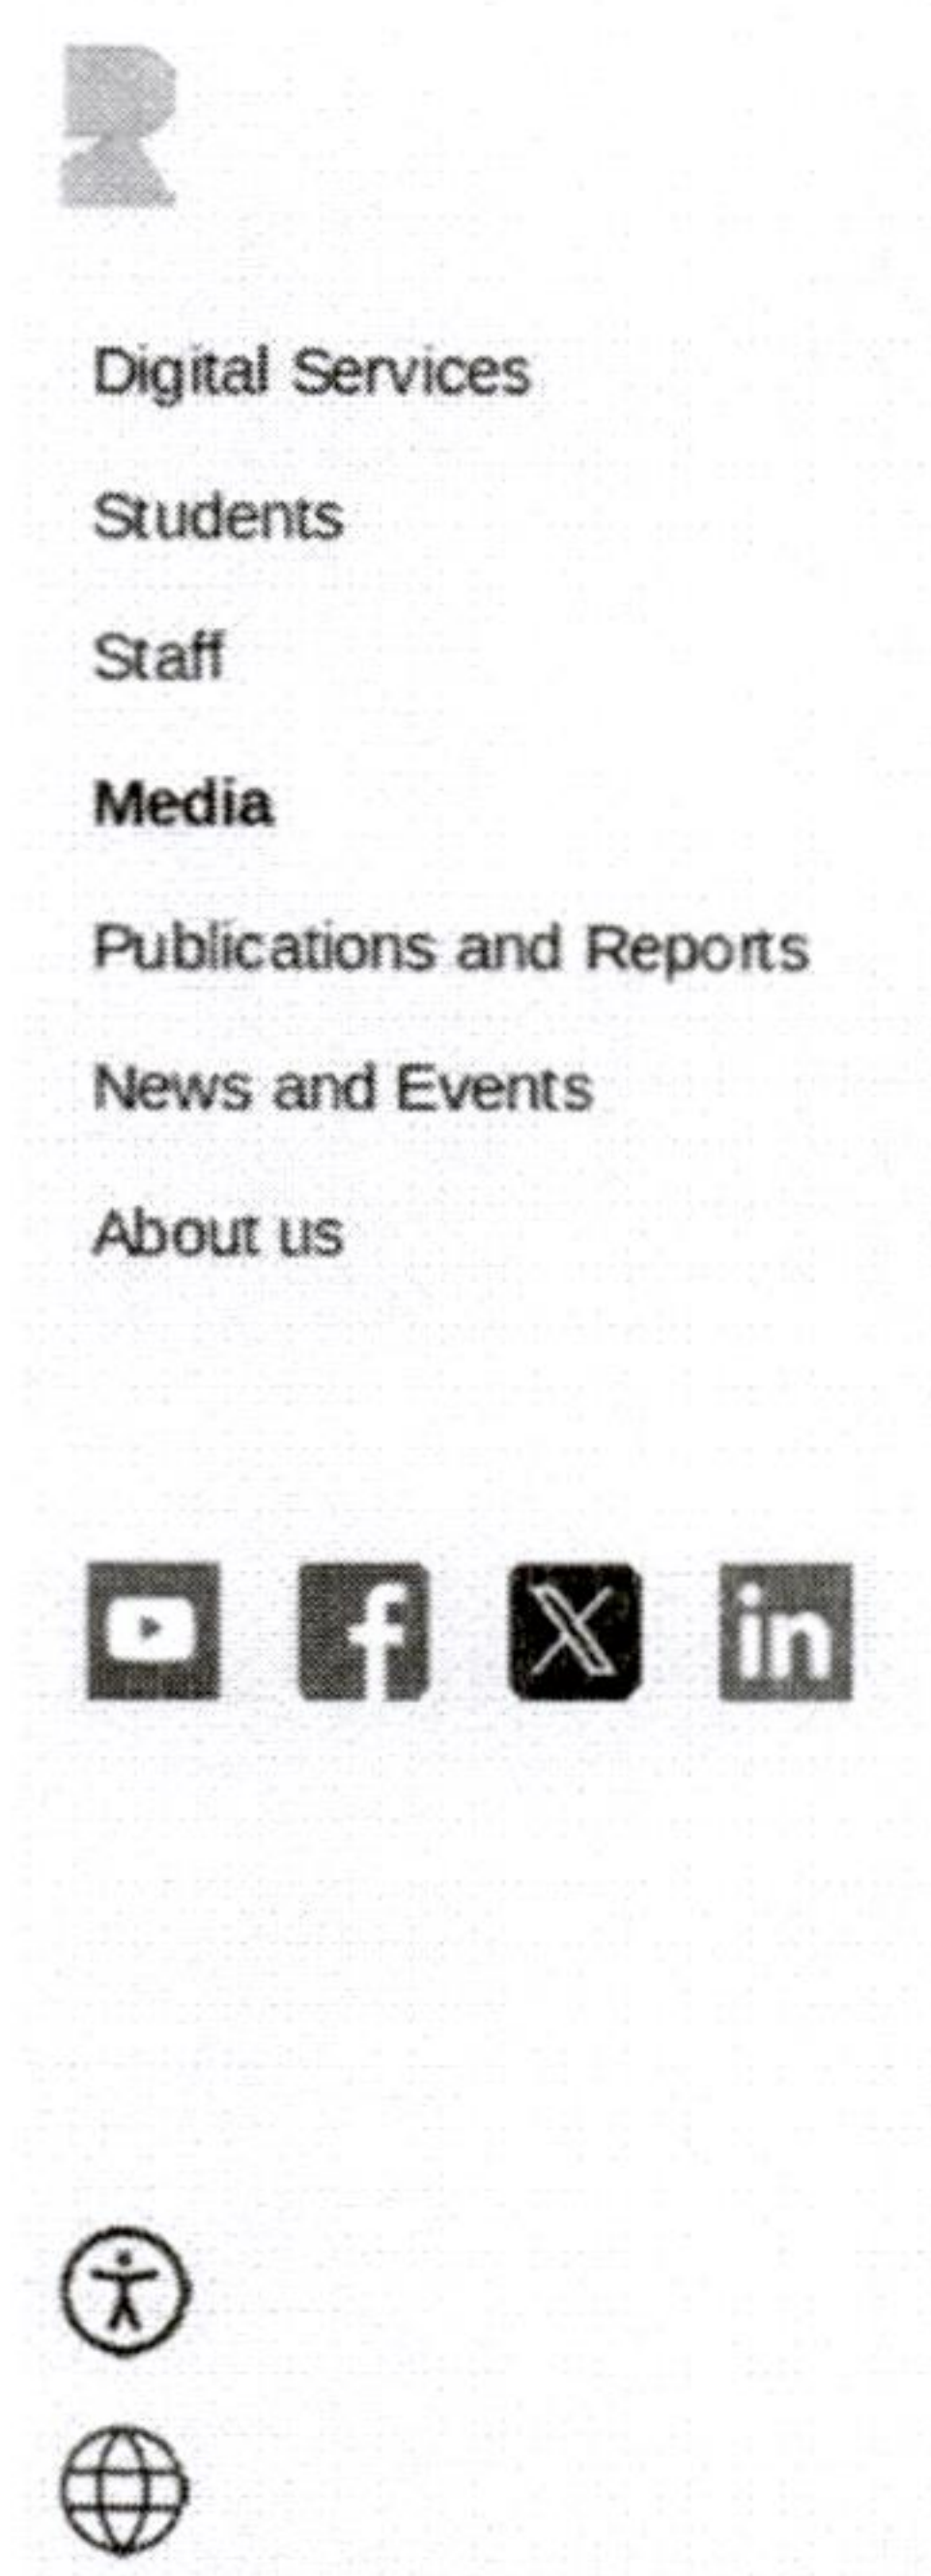 Digital Services
Students
Staff
Media
Publications and Reports
News and Events
About us